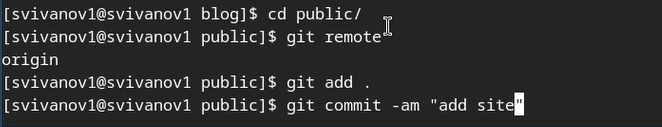 [svivanov1@svivanov1 blog]$ cd public/
[svivanov1@svivanov1 public]$ git remote
origin
[svivanov1@svivanov1 public]$ git add .
[svivanov1@svivanov1 public]$ git commit -am "add site"